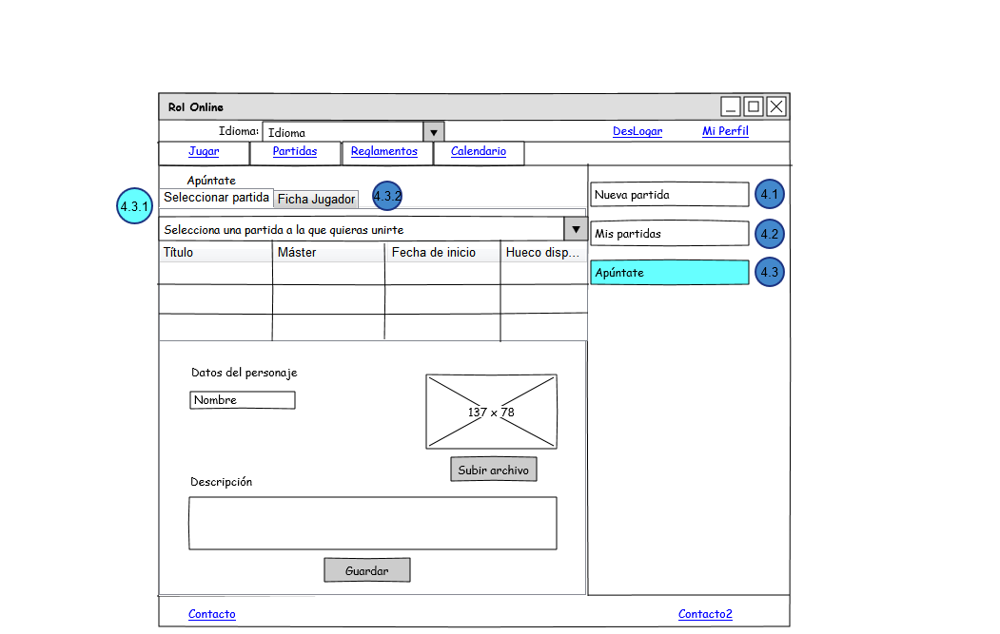 Rol Online
Idioma: Idioma
DesLogar Mi Perfil
Jugar Partidas Reglamentos Calendario
Apúntate
4.3.1 Seleccionar partida Ficha Jugador 4.3.2
Selecciona una partida a la que quieras unirte
Título Máster Fecha de inicio Hueco disp...
Nueva partida 4.1
Mis partidas 4.2
Apúntate 4.3
Datos del personaje
Nombre
137 x 78
Subir archivo
Descripción
Guardar
Contacto Contacto2